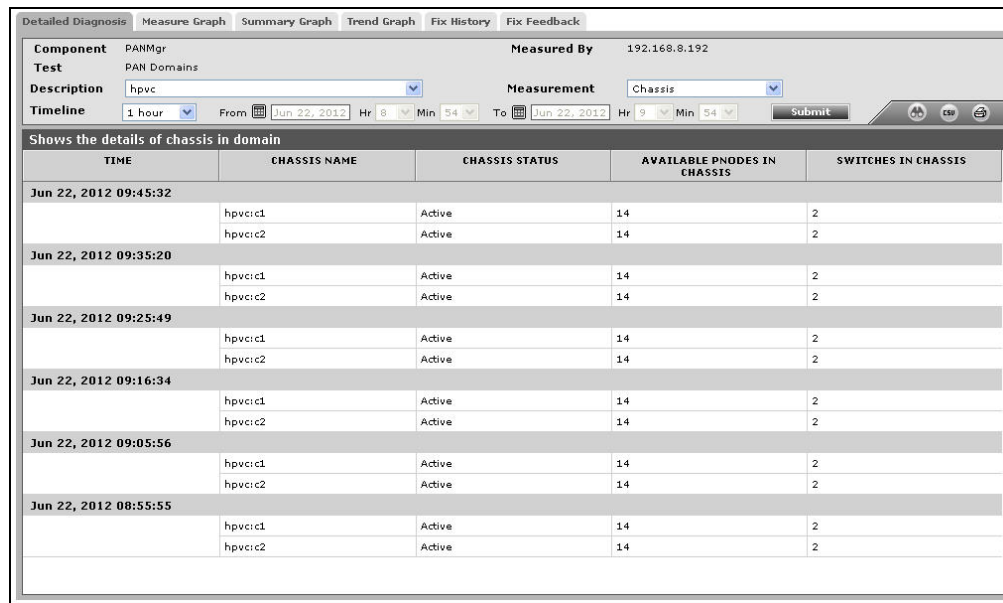 Detailed Diagnosis Measure Graph Summary Graph Trend Graph Fix History Fix Feedback
Component PANMgr Measured By 192.168.8.192
Test PAN Domains
Description hpvc Measurement Chassis
Timeline 1 hour From Jun 22, 2012 Hr 8 Min 54 To Jun 22, 2012 Hr 9 Min 54 Submit CSV
Shows the details of chassis in domain
TIME CHASSIS NAME CHASSIS STATUS AVAILABLE PNODES IN CHASSIS SWITCHES IN CHASSIS
Jun 22, 2012 09:45:32
hpvc:c1 Active 14 2
hpvc:c2 Active 14 2
Jun 22, 2012 09:35:20
hpvc:c1 Active 14 2
hpvc:c2 Active 14 2
Jun 22, 2012 09:25:49
hpvc:c1 Active 14 2
hpvc:c2 Active 14 2
Jun 22, 2012 09:16:34
hpvc:c1 Active 14 2
hpvc:c2 Active 14 2
Jun 22, 2012 09:05:56
hpvc:c1 Active 14 2
hpvc:c2 Active 14 2
Jun 22, 2012 08:55:55
hpvc:c1 Active 14 2
hpvc:c2 Active 14 2